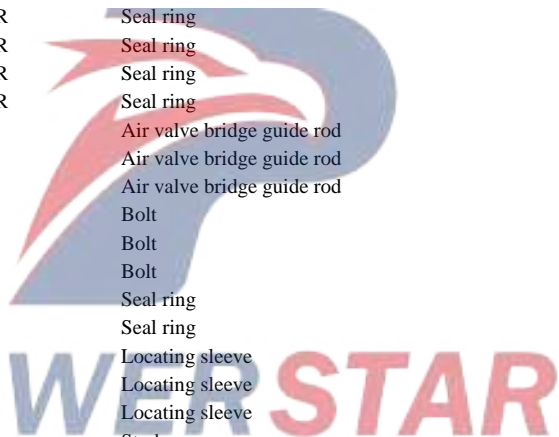 R Seal ring
R Seal ring
R Seal ring
R Seal ring
Air valve bridge guide rod
Air valve bridge guide rod
Air valve bridge guide rod
Bolt
Bolt
Bolt
Seal ring
Seal ring
Locating sleeve
Locating sleeve
Locating sleeve
WERSTAR